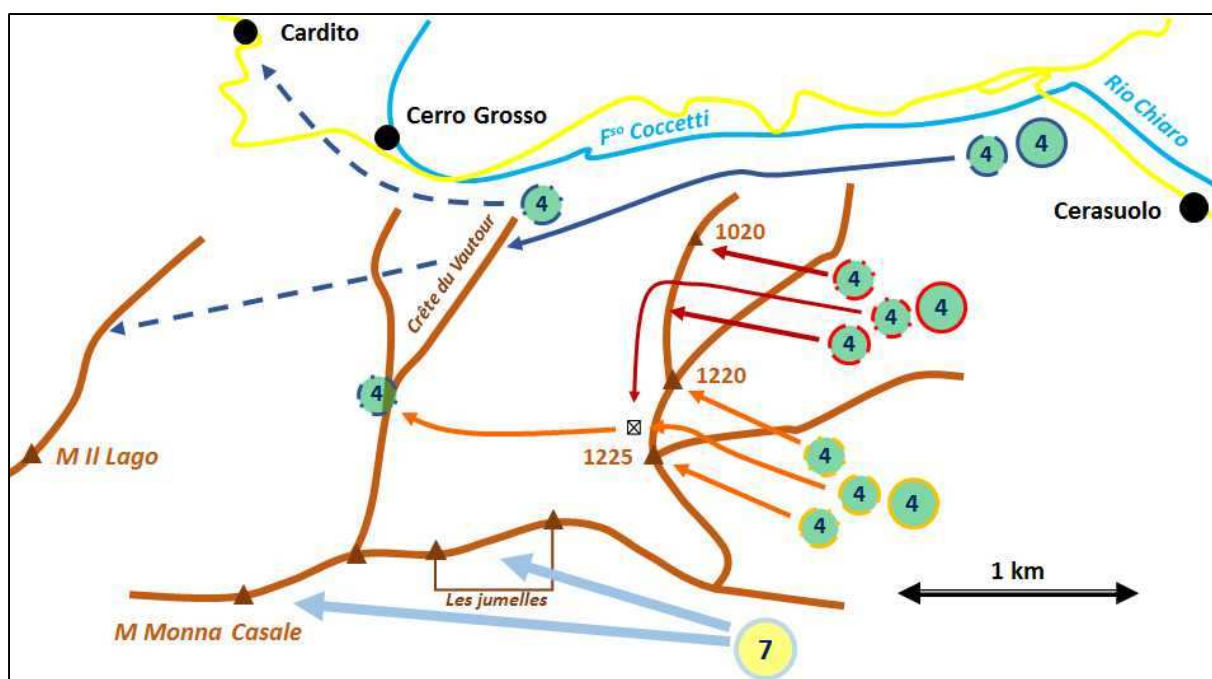 Cardito
Cerro Grosso
Fso Coccetti
Rio Chiaro
4
4
Cerasuolo
4
Crête du Vautour
1020
4
4
4
4
1220
4
1225
4
4
4
4
M Il Lago
1 km
Les jumelles
M Monna Casale
7